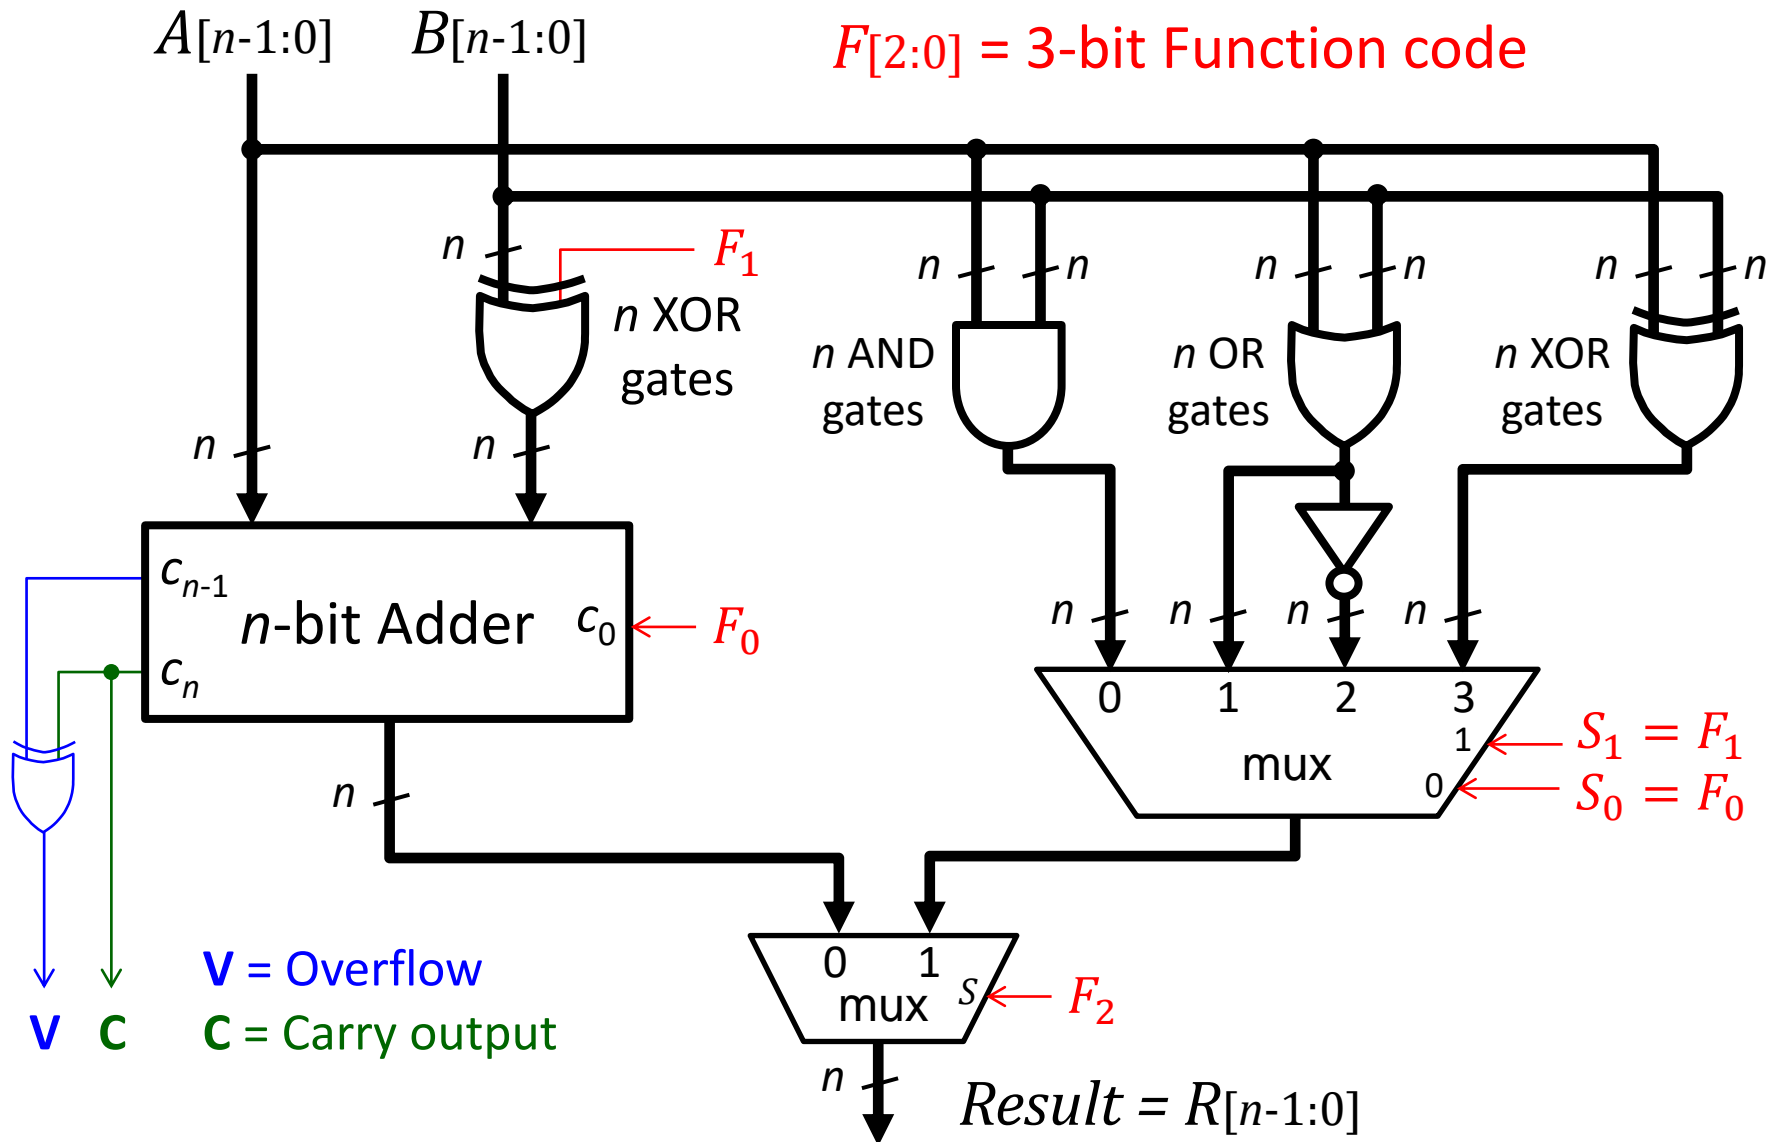 A[n-1:0] B[n-1:0] F[2:0] = 3-bit Function code
n F₁ n n n n n n
n XOR gates
n AND gates
n OR gates
n XOR gates
n n
cₙ₋₁
n-bit Adder c₀ F₀
cₙ
n n n n
0 1 2 3
1 S₁ = F₁
mux
0 S₀ = F₀
n
0 1
mux S F₂
V = Overflow
V C C = Carry output
n
Result = R[n-1:0]